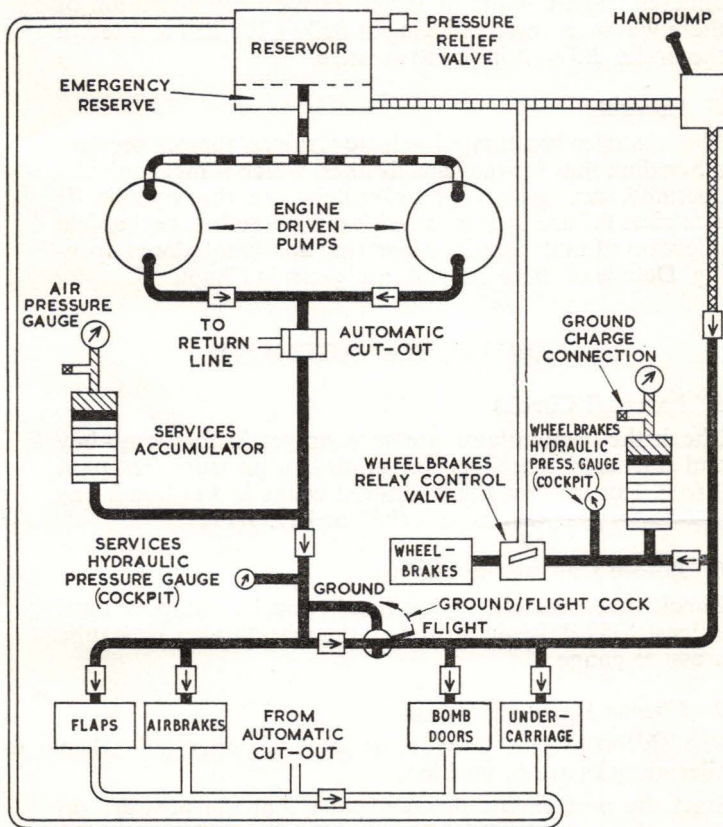 RESERVOIR
PRESSURE
RELIEF
VALVE
HANDPUMP
EMERGENCY
RESERVE
ENGINE
DRIVEN
PUMPS
AIR
PRESSURE
GAUGE
TO
RETURN
LINE
AUTOMATIC
CUT-OUT
GROUND
CHARGE
CONNECTION
SERVICES
ACCUMULATOR
WHEELBRAKES
HYDRAULIC
PRESS. GAUGE
(COCKPIT)
WHEELBRAKES
RELAY CONTROL
VALVE
WHEEL-
BRAKES
SERVICES
HYDRAULIC
PRESSURE GAUGE
(COCKPIT)
GROUND
GROUND/FLIGHT COCK
FLIGHT
FLAPS
AIRBRAKES
FROM
AUTOMATIC
CUT-OUT
BOMB
DOORS
UNDER-
CARRIAGE